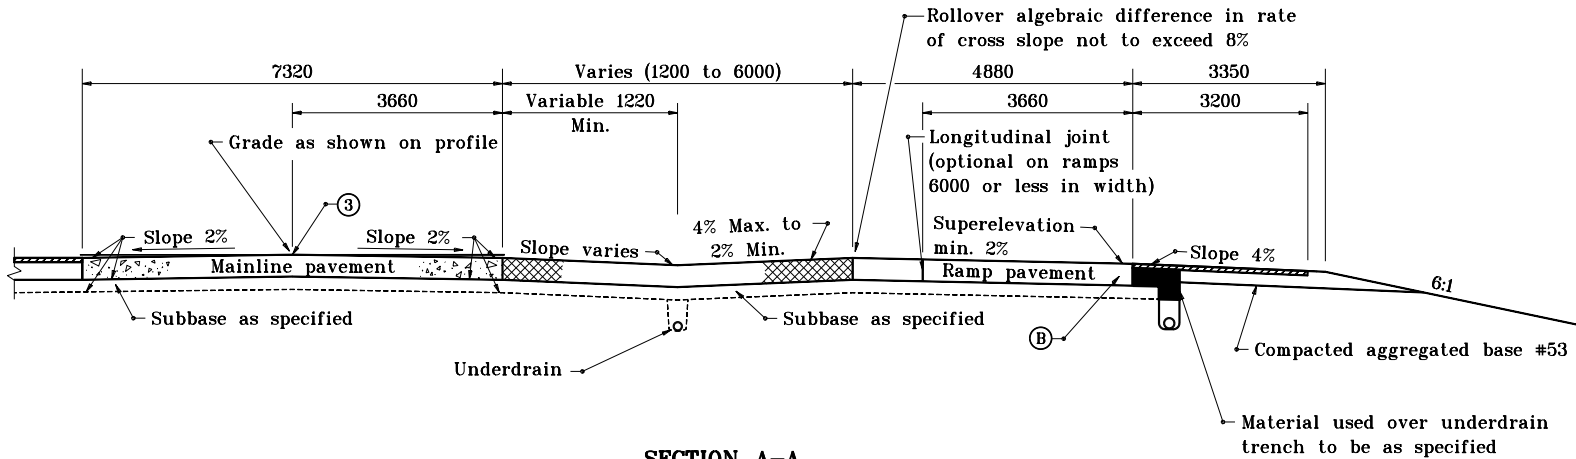 Rollover algebraic difference in rate
of cross slope not to exceed 8%
7320
Varies (1200 to 6000)
4880
3350
3660
Variable 1220
Min.
3660
3200
Grade as shown on profile
Longitudinal joint
(optional on ramps
6000 or less in width)
3
Slope 2%
Slope 2%
Slope varies
4% Max. to
2% Min.
Superelevation
min. 2%
Slope 4%
Mainline pavement
Ramp pavement
6:1
Subbase as specified
Subbase as specified
B
Underdrain
Compacted aggregated base #53
Material used over underdrain
trench to be as specified
SECTION A-A